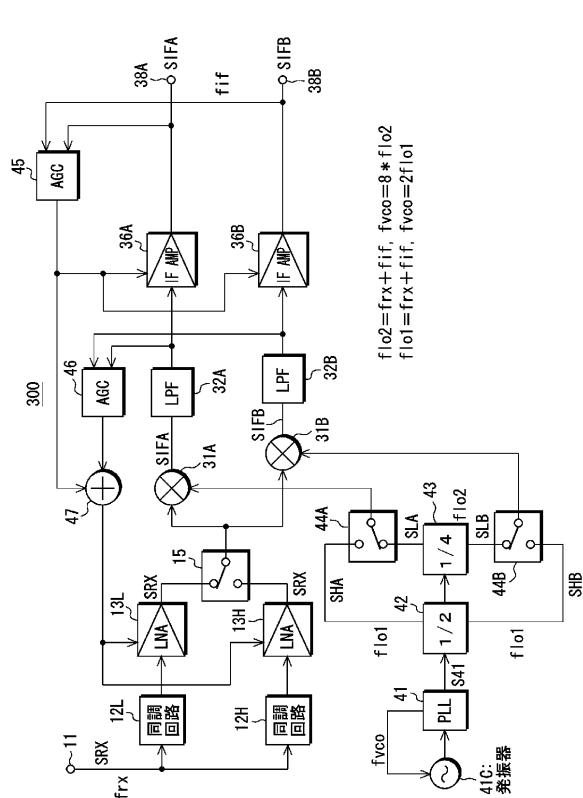 300
11
SRX
frx
12L
同調
回路
12H
同調
回路
13L
LNA
SRX
13H
LNA
SRX
15
47
46
AGC
45
AGC
SIFA
31A
LPF
32A
36A
IF AMP
38A
SIFA
fif
SIFB
31B
LPF
32B
36B
IF AMP
38B
SIFB
fvco
41C:
発振器
41
PLL
S41
42
1/2
flo1
flo1
43
1/4
flo2
44A
SHA
SLA
44B
SLB
SHB
flo2=frx+fif, fvco=8*flo2
flo1=frx+fif, fvco=2flo1